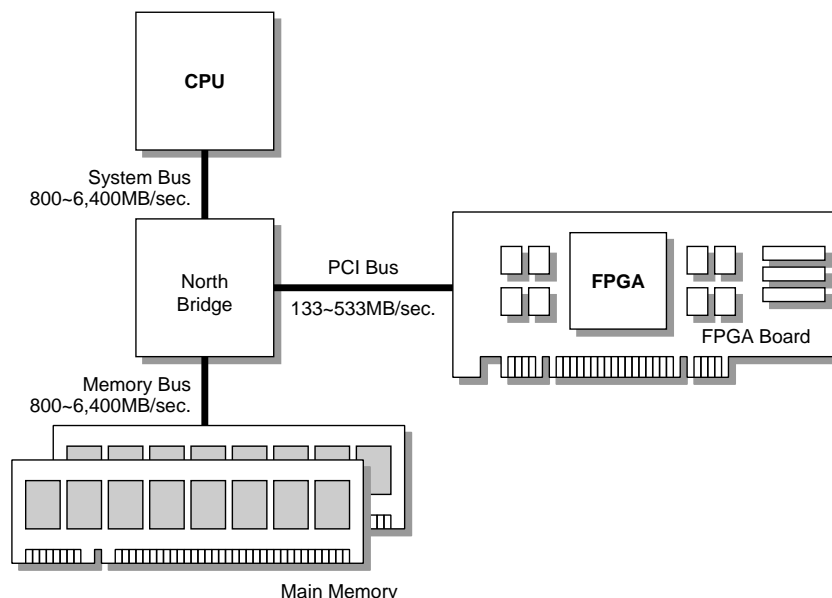 CPU
System Bus
800~6,400MB/sec.
North
Bridge
PCI Bus
133~533MB/sec.
FPGA
FPGA Board
Memory Bus
800~6,400MB/sec.
Main Memory